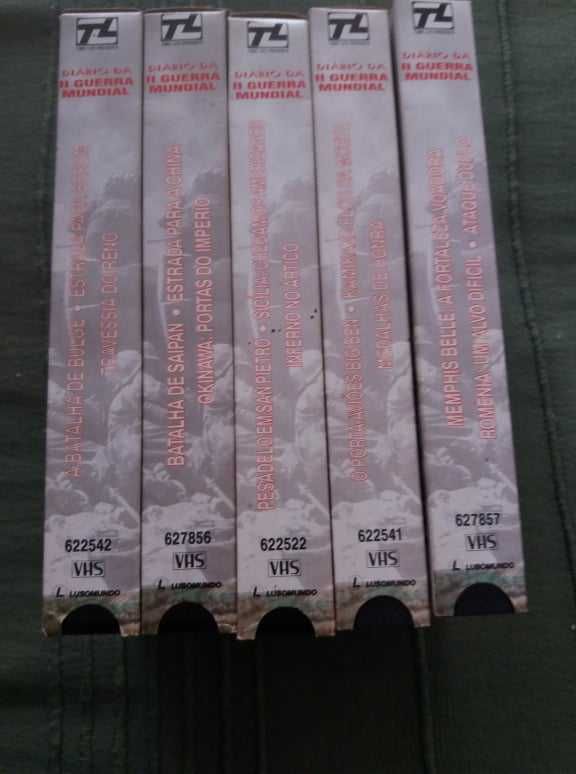 TL
DIÁRIO DA
II GUERRA
MUNDIAL
A BATALHA DE BULGE •
TRAVESSIA DO RENO
622542
VHS
L LUSOMUNDO
TL
DIÁRIO DA
II GUERRA
MUNDIAL
BATALHA DE SAIPAN • ESTRADA PARA A CHINA
OKINAWA: PORTAS DO IMPÉRIO
627856
VHS
L LUSOMUNDO
TL
DIÁRIO DA
II GUERRA
MUNDIAL
PESADELO EM SAN PIETRO •
INFERNO NO ÁRTICO
622522
VHS
L LUSOMUNDO
TL
DIÁRIO DA
II GUERRA
MUNDIAL
O PORTA-AVIÕES BIG BEN •
MEDALHAS DE HONRA
622541
VHS
L LUSOMUNDO
TL
DIÁRIO DA
II GUERRA
MUNDIAL
MEMPHIS BELLE: A FORTALEZA VOADORA
ROMÉNIA: UM ALVO DIFÍCIL •
627857
VHS
L LUSOMUNDO